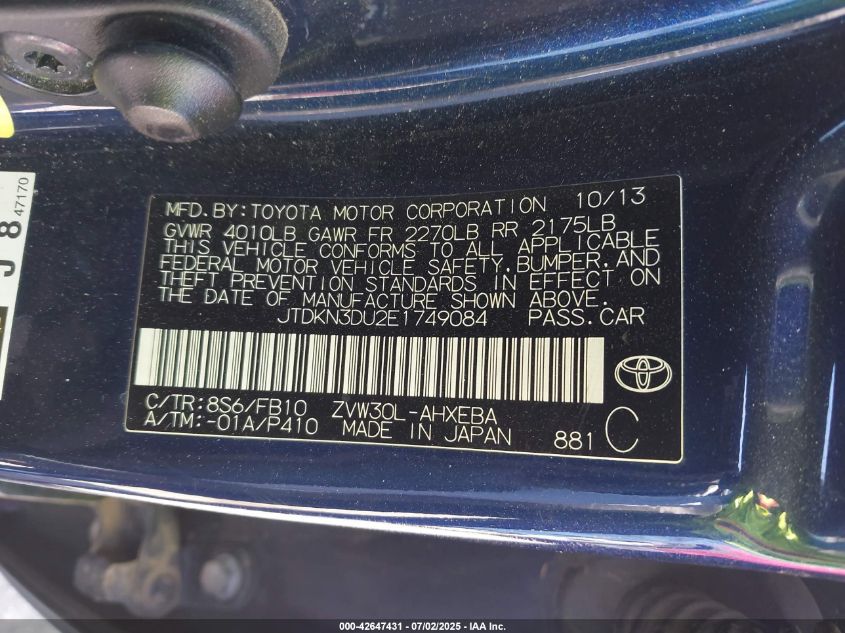 MFD. BY: TOYOTA MOTOR CORPORATION 10/13
GVWR 4010LB GAWR FR 2270LB RR 2175LB
THIS VEHICLE CONFORMS TO ALL APPLICABLE
FEDERAL MOTOR VEHICLE SAFETY, BUMPER, AND
THEFT PREVENTION STANDARDS IN EFFECT ON
THE DATE OF MANUFACTURE SHOWN ABOVE.
JTDKN3DU2E1749084 PASS. CAR
C/TR: 8S6/FB10 ZVW30L-AHXEBA
A/TM: -01A/P410 MADE IN JAPAN 881 C
J 8
47170
000-42647431 - 07/02/2025 - IAA Inc.